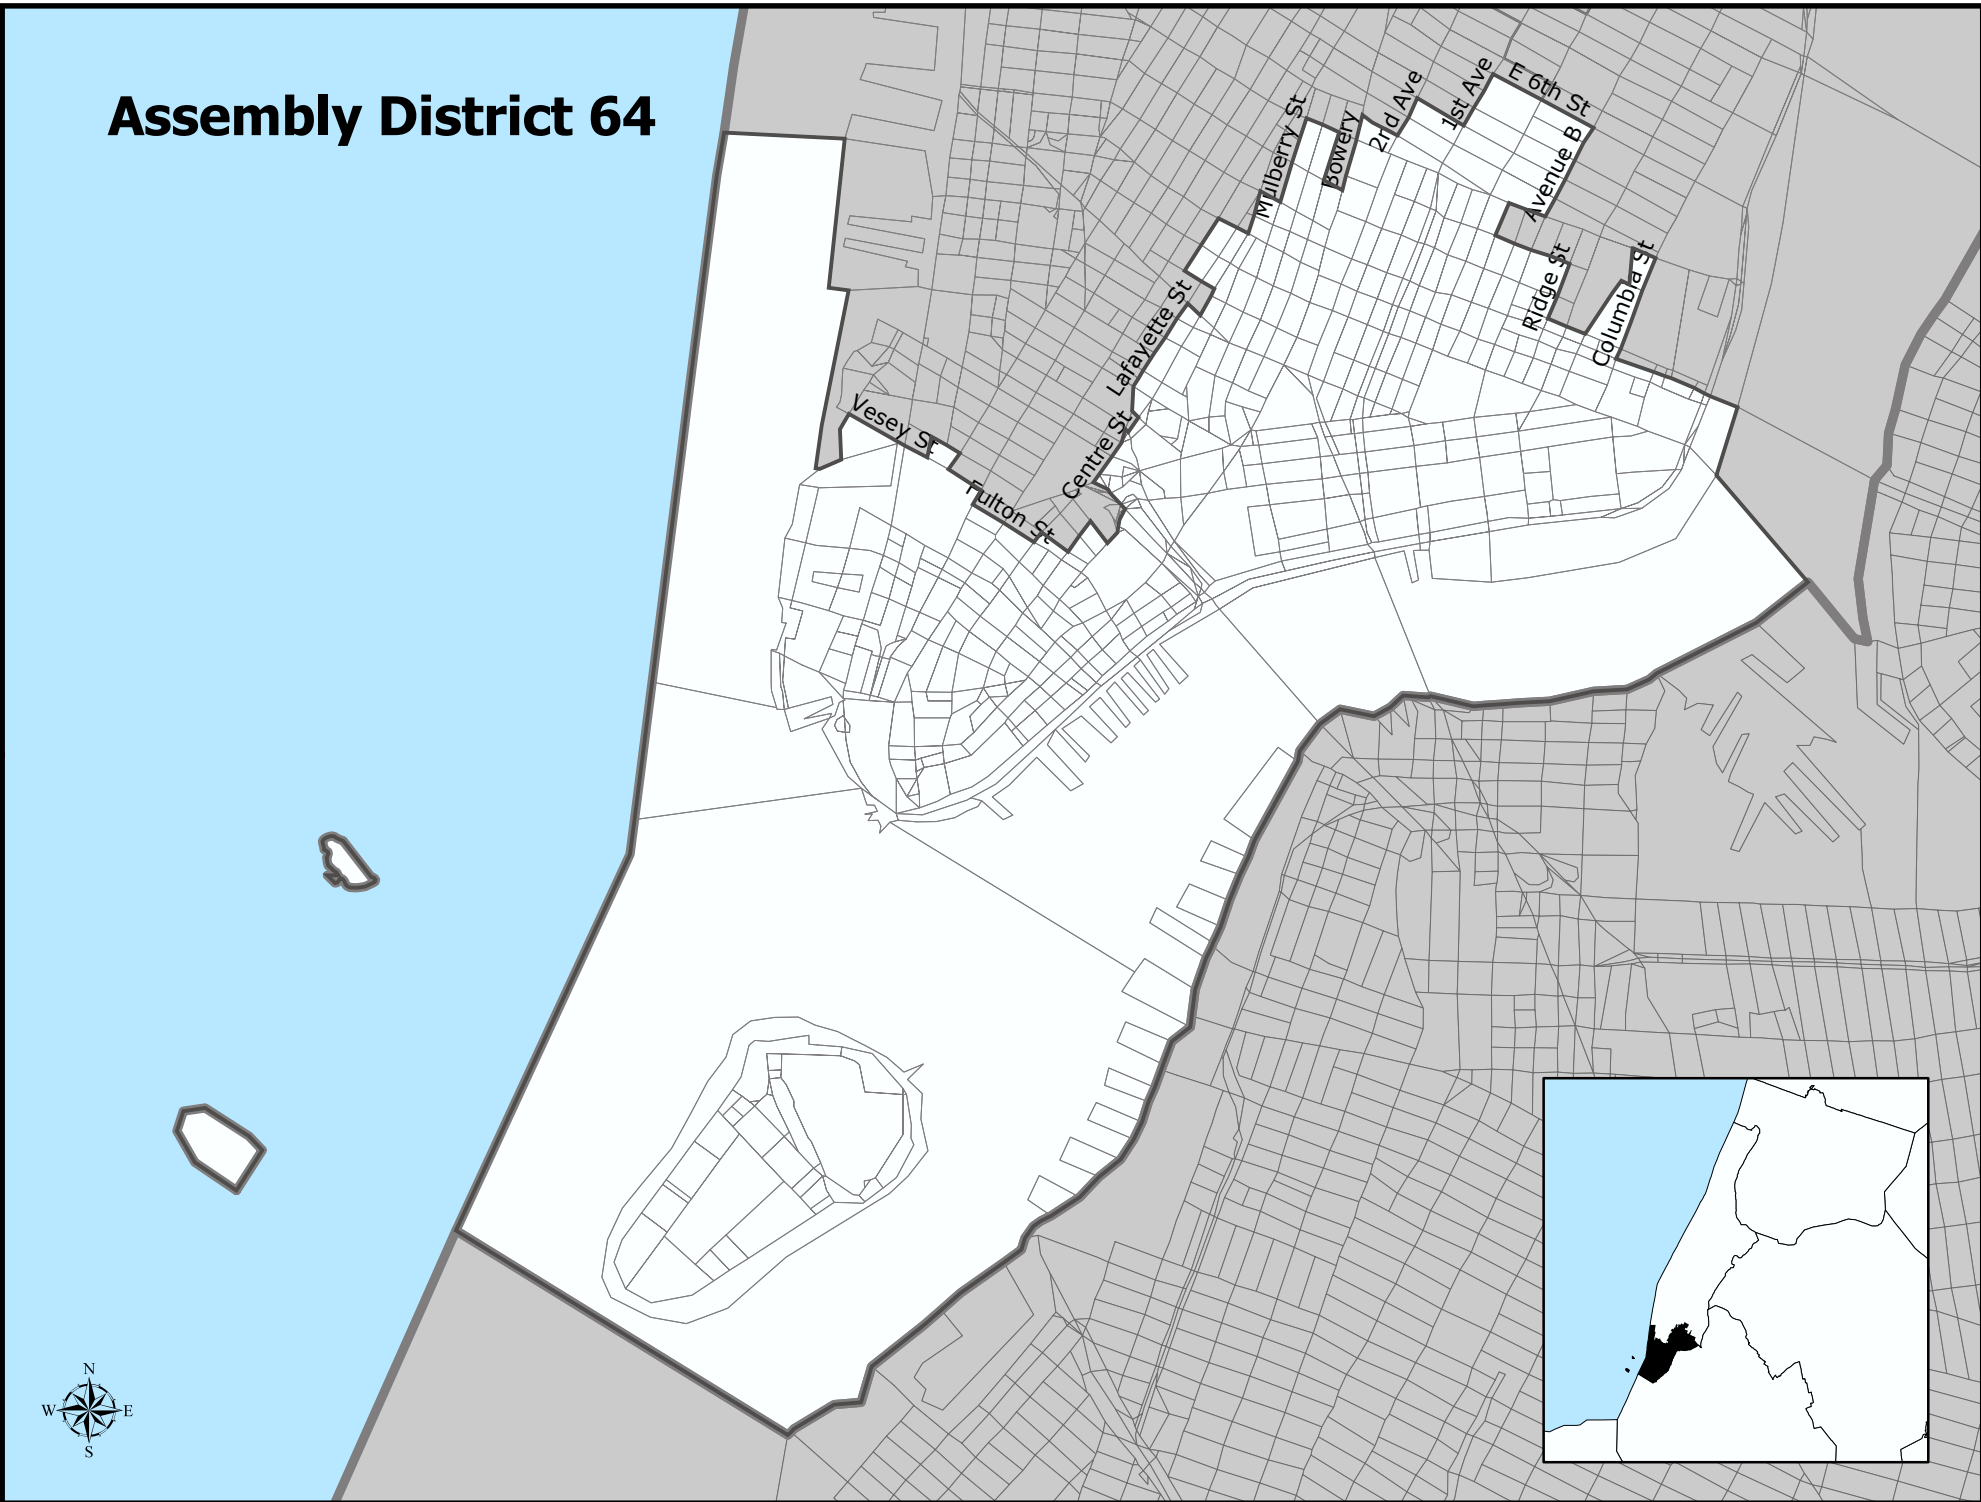 Assembly District 64
E 6th St
1st Ave
2nd Ave
Bowery
Mulberry St
Avenue B
Ridge St
Columbia St
Lafayette St
Centre St
Vesey St
Fulton St
N
W
E
S